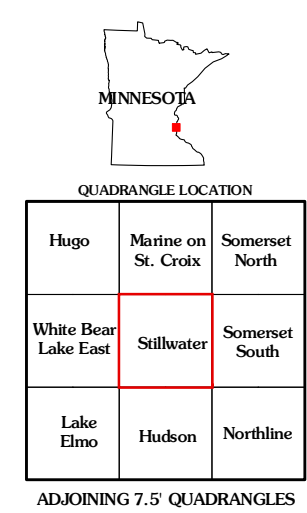 MINNESOTA
QUADRANGLE LOCATION
Hugo
Marine on
St. Croix
Somerset
North
White Bear
Lake East
Stillwater
Somerset
South
Lake
Elmo
Hudson
Northline
ADJOINING 7.5' QUADRANGLES